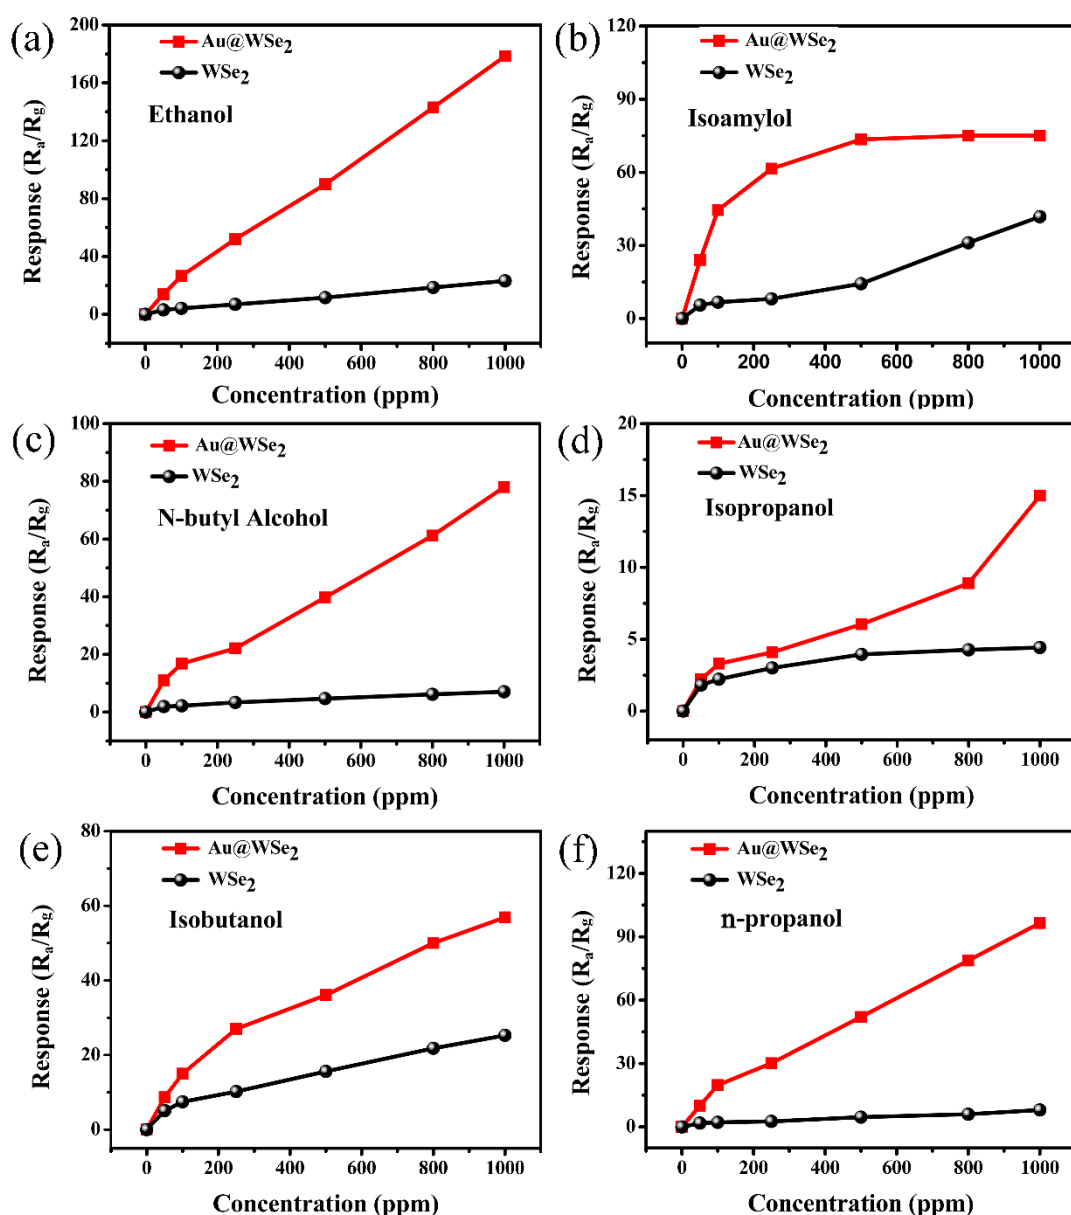 (a)
200
160
120
80
40
0
Response (Ra/Rg)
Au@WSe2
WSe2
Ethanol
0 200 400 600 800 1000
Concentration (ppm)
(b)
120
90
60
30
0
Response (Ra/Rg)
Au@WSe2
WSe2
Isoamylol
0 200 400 600 800 1000
Concentration (ppm)
(c)
100
80
60
40
20
0
Response (Ra/Rg)
Au@WSe2
WSe2
N-butyl Alcohol
0 200 400 600 800 1000
Concentration (ppm)
(d)
20
15
10
5
0
Response (Ra/Rg)
Au@WSe2
WSe2
Isopropanol
0 200 400 600 800 1000
Concentration (ppm)
(e)
80
60
40
20
0
Response (Ra/Rg)
Au@WSe2
WSe2
Isobutanol
0 200 400 600 800 1000
Concentration (ppm)
(f)
120
90
60
30
0
Response (Ra/Rg)
Au@WSe2
WSe2
n-propanol
0 200 400 600 800 1000
Concentration (ppm)